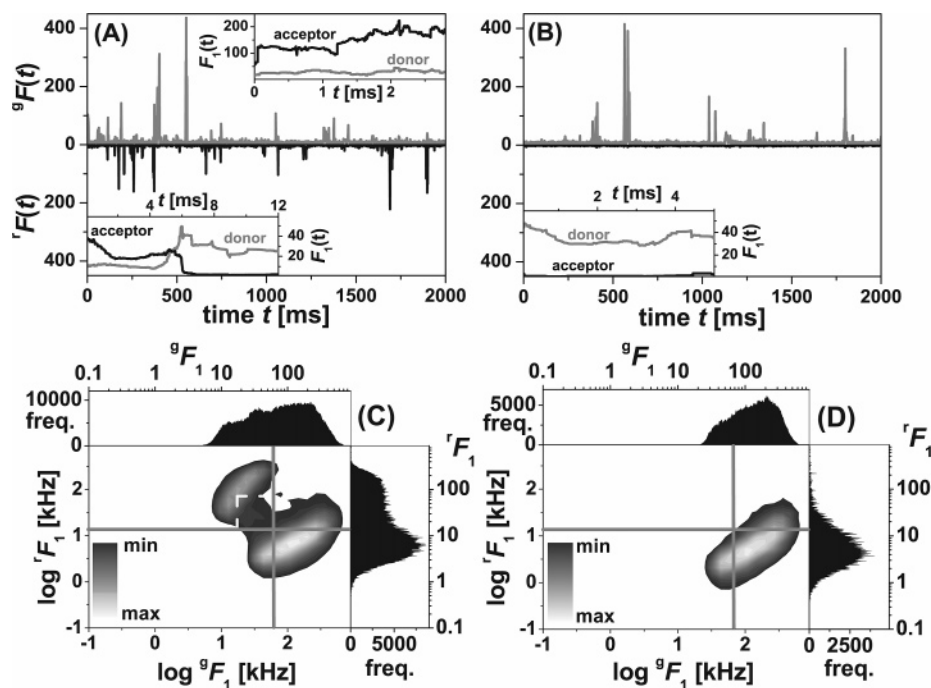 400
200
0
200
400
gF(t)
rF(t)
(A)
200
100
F1(t)
acceptor
donor
0 1 2
t [ms]
4 t [ms] 8 12
acceptor
donor
40
20
F1(t)
0 500 1000 1500 2000
time t [ms]
400
200
0
200
400
(B)
2 t [ms] 4
donor
acceptor
40
20
F1(t)
0 500 1000 1500 2000
time t [ms]
gF1
0.1 1 10 100
10000
freq.
0
(C)
rF1
100
10
1
0.1
2
1
0
-1
log rF1 [kHz]
min
max
-1 0 1 2
log gF1 [kHz]
0 5000
freq.
gF1
0.1 1 10 100
5000
freq.
0
(D)
rF1
100
10
1
0.1
2
1
0
-1
log rF1 [kHz]
min
max
-1 0 1 2
log gF1 [kHz]
0 2500
freq.